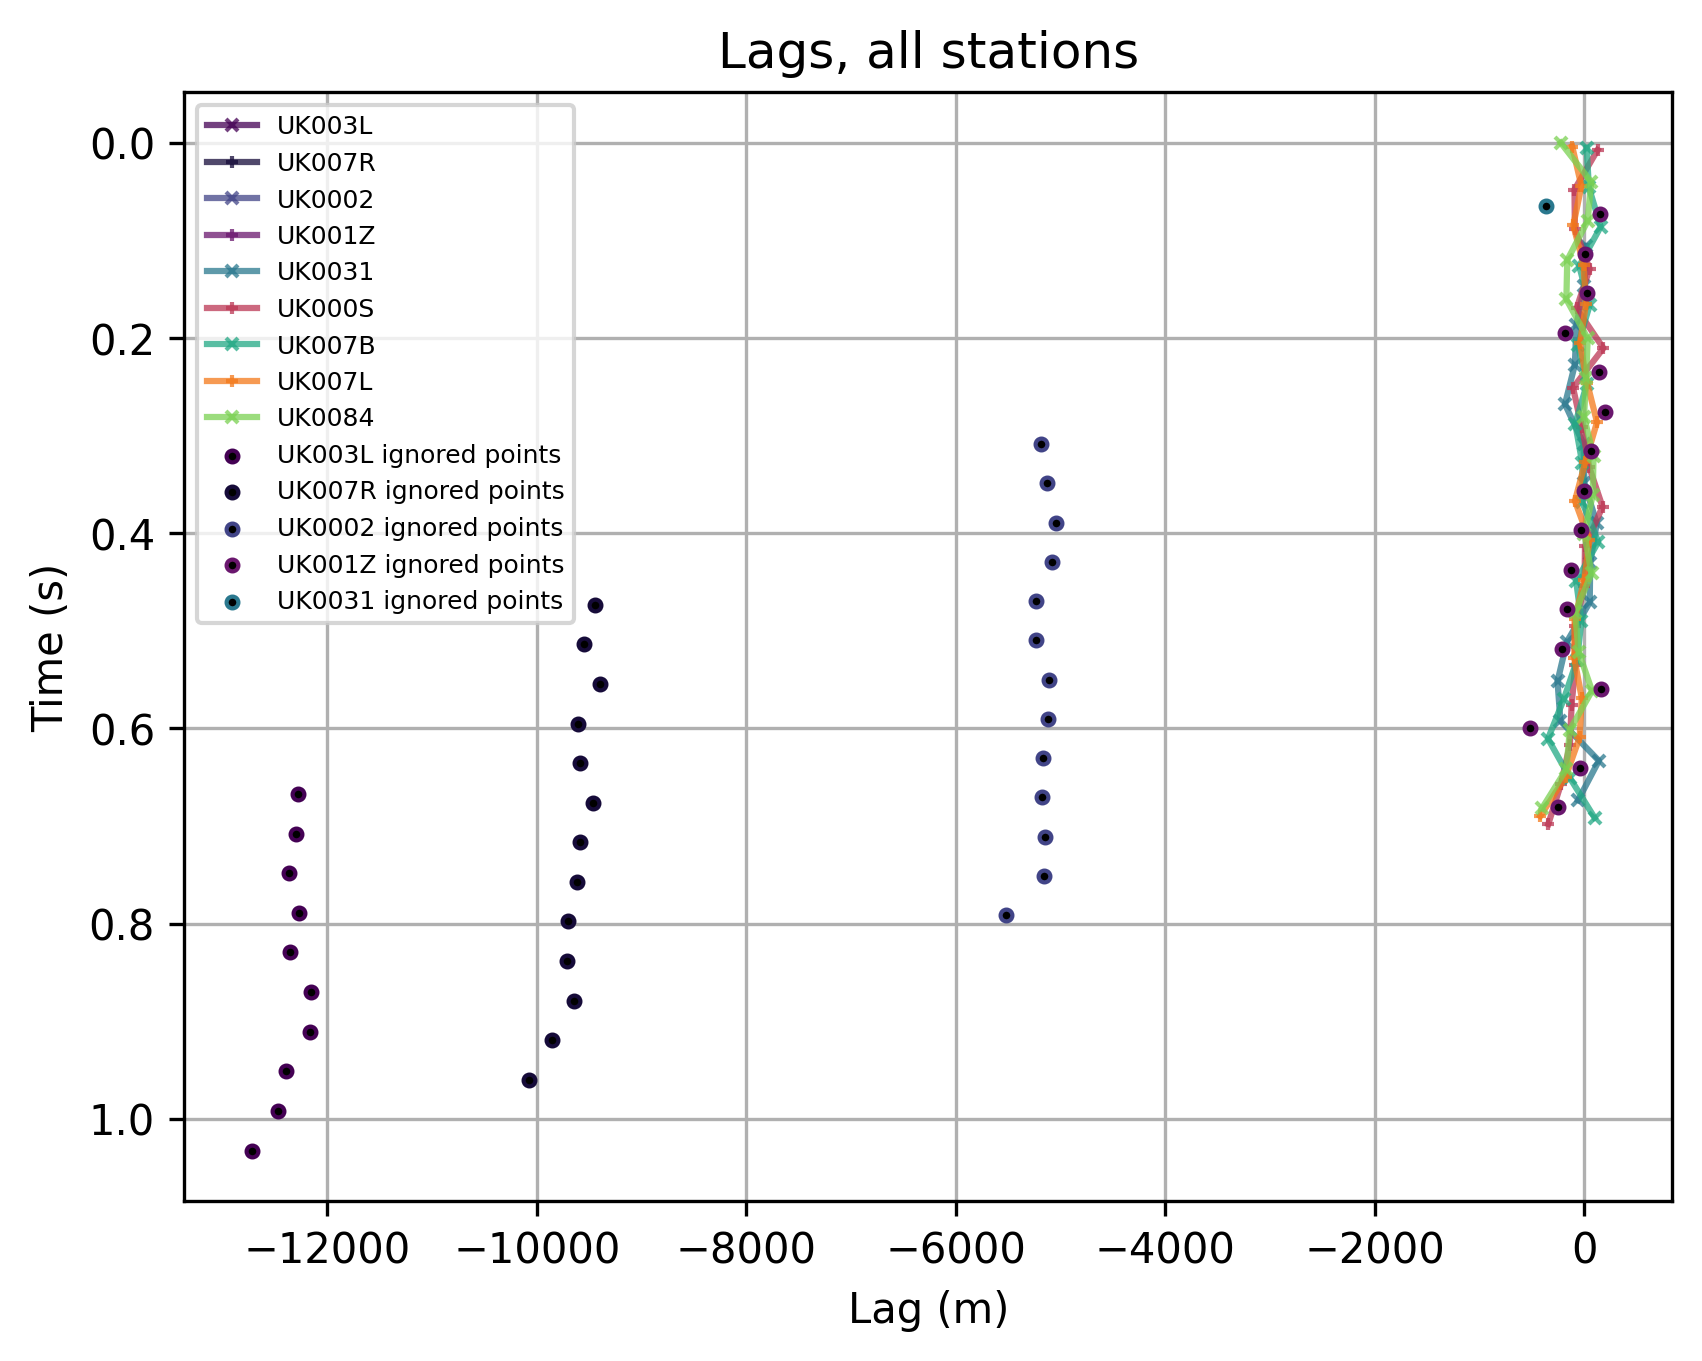 Lags, all stations
UK003L
UK007R
UK0002
UK001Z
UK0031
UK000S
UK007B
UK007L
UK0084
UK003L ignored points
UK007R ignored points
UK0002 ignored points
UK001Z ignored points
UK0031 ignored points
0.0
0.2
0.4
0.6
0.8
1.0
Time (s)
−12000 −10000 −8000 −6000 −4000 −2000 0
Lag (m)